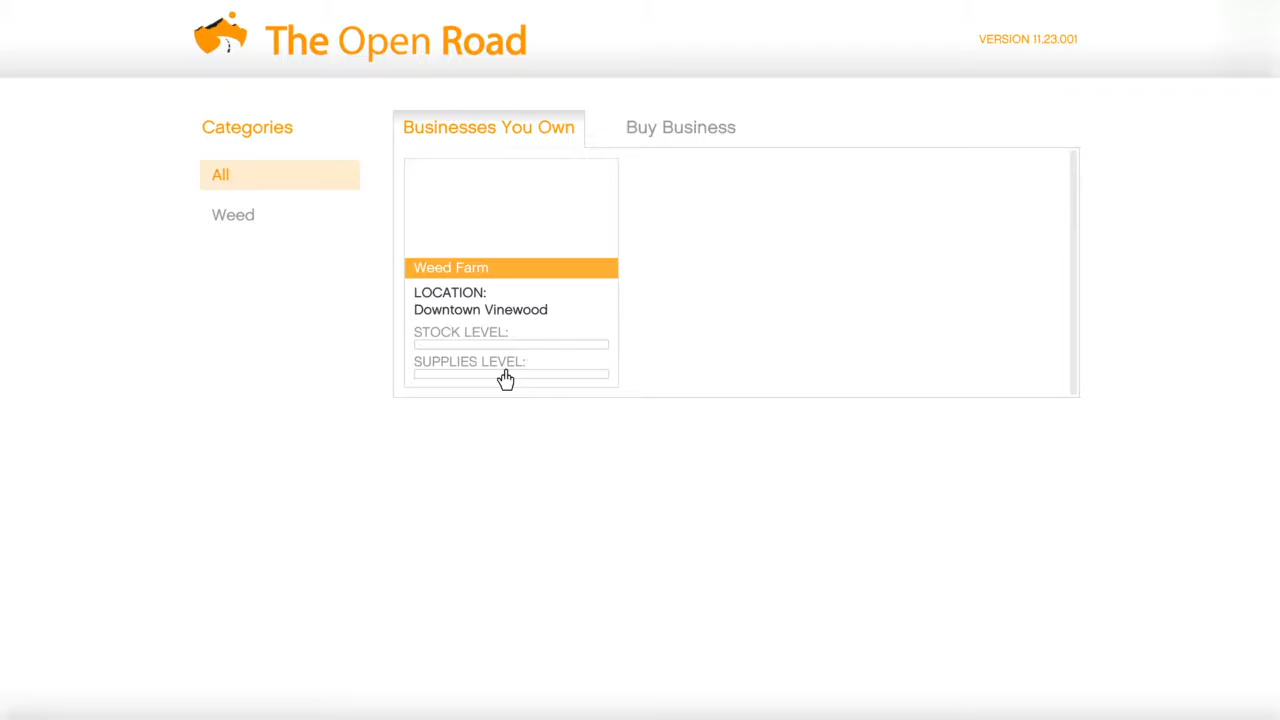 The Open Road
VERSION 11.23.001
Categories
All
Weed
Businesses You Own
Buy Business
Weed Farm
LOCATION:
Downtown Vinewood
STOCK LEVEL:
SUPPLIES LEVEL: